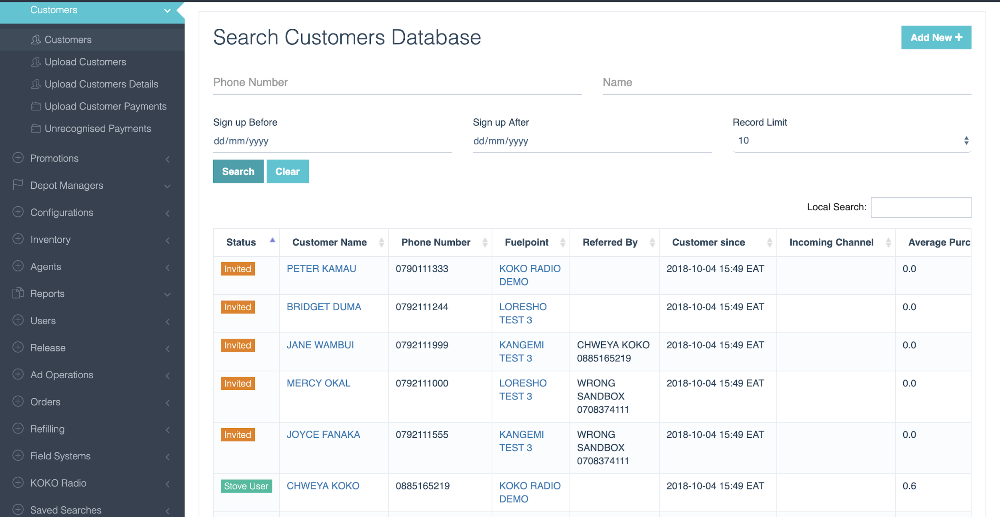 Customers
Customers
Upload Customers
Upload Customers Details
Upload Customer Payments
Unrecognised Payments
Promotions
Depot Managers
Configurations
Inventory
Agents
Reports
Users
Release
Ad Operations
Orders
Refilling
Field Systems
KOKO Radio
Saved Searches
Search Customers Database
Add New
Phone Number
Name
Sign up Before
Sign up After
Record Limit
dd/mm/yyyy
dd/mm/yyyy
10
Search
Clear
Local Search:
Status
Customer Name
Phone Number
Fuelpoint
Referred By
Customer since
Incoming Channel
Average Purc
Invited
PETER KAMAU
0790111333
KOKO RADIO
DEMO
2018-10-04 15:49 EAT
0.0
Invited
BRIDGET DUMA
0792111244
LORESHO
TEST 3
2018-10-04 15:49 EAT
0.0
Invited
JANE WAMBUI
0792111999
KANGEMI
TEST 3
CHWEYA KOKO
0885165219
2018-10-04 15:49 EAT
0.0
Invited
MERCY OKAL
0792111000
LORESHO
TEST 3
WRONG
SANDBOX
0708374111
2018-10-04 15:49 EAT
0.0
Invited
JOYCE FANAKA
0792111555
KANGEMI
TEST 3
WRONG
SANDBOX
0708374111
2018-10-04 15:49 EAT
0.0
Stove User
CHWEYA KOKO
0885165219
KOKO RADIO
DEMO
2018-10-04 15:49 EAT
0.6